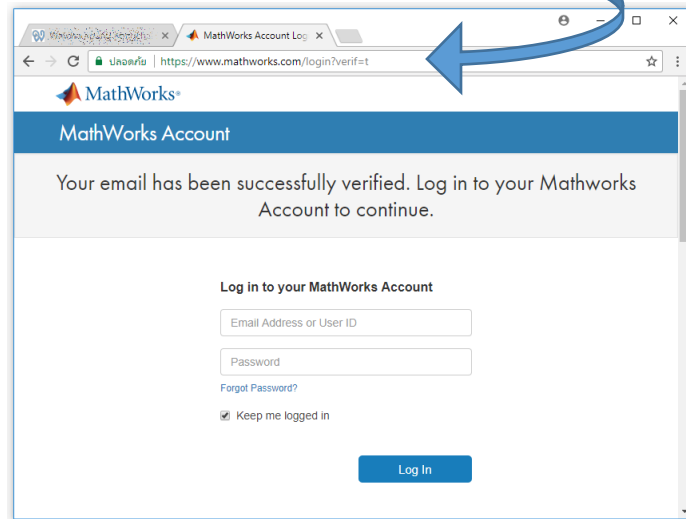 MathWorks Account Log
ปลอดภัย
https://www.mathworks.com/login?verif=t
MathWorks®
MathWorks Account
Your email has been successfully verified. Log in to your Mathworks
Account to continue.
Log in to your MathWorks Account
Email Address or User ID
Password
Forgot Password?
Keep me logged in
Log In